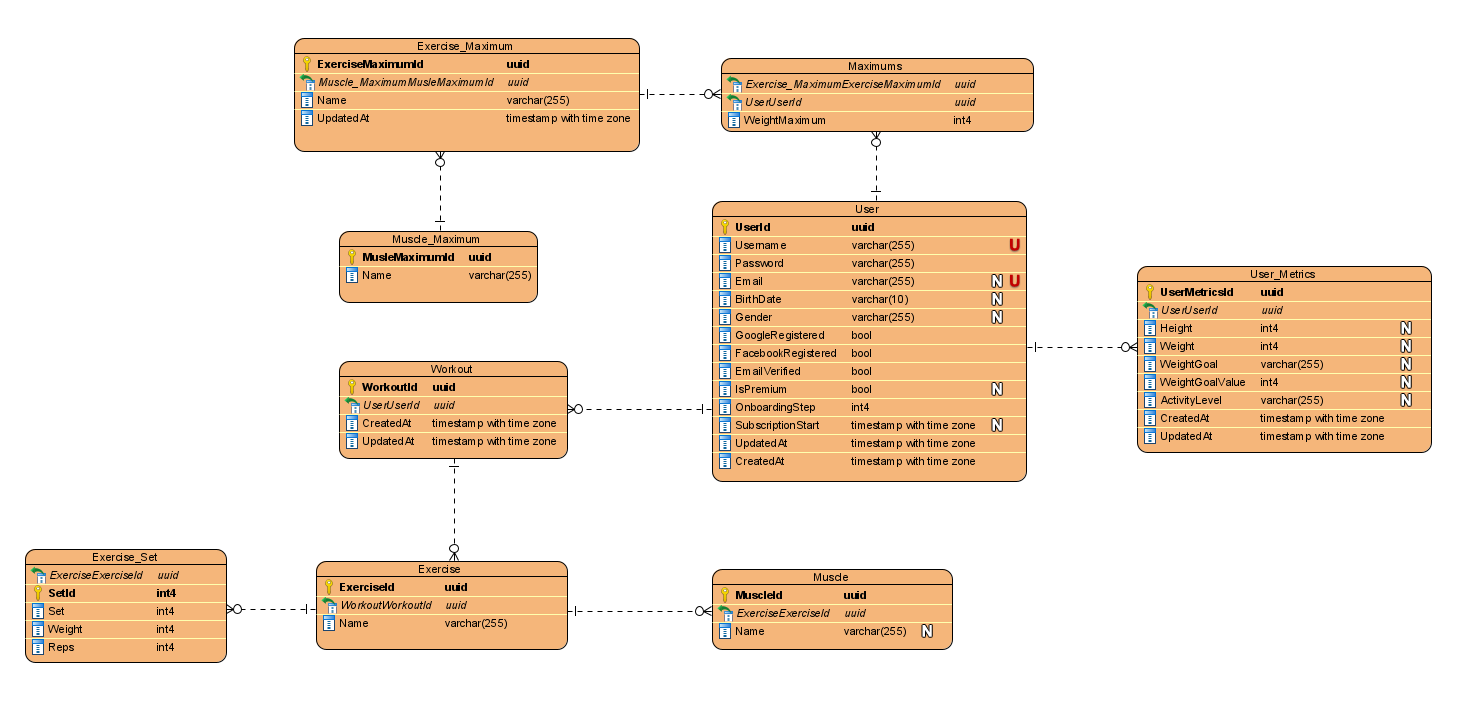 Exercise_Maximum
ExerciseMaximumId uuid
Muscle_MaximumMusleMaximumId uuid
Name varchar(255)
UpdatedAt timestamp with time zone
Maximums
Exercise_MaximumExerciseMaximumId uuid
UserUserId uuid
WeightMaximum int4
Muscle_Maximum
MusleMaximumId uuid
Name varchar(255)
User
UserId uuid
Username varchar(255) U
Password varchar(255)
Email varchar(255) N U
BirthDate varchar(10) N
Gender varchar(255) N
GoogleRegistered bool
FacebookRegistered bool
EmailVerified bool
IsPremium bool N
OnboardingStep int4
SubscriptionStart timestamp with time zone N
UpdatedAt timestamp with time zone
CreatedAt timestamp with time zone
User_Metrics
UserMetricsId uuid
UserUserId uuid
Height int4 N
Weight int4 N
WeightGoal varchar(255) N
WeightGoalValue int4 N
ActivityLevel varchar(255) N
CreatedAt timestamp with time zone
UpdatedAt timestamp with time zone
Workout
WorkoutId uuid
UserUserId uuid
CreatedAt timestamp with time zone
UpdatedAt timestamp with time zone
Exercise_Set
ExerciseExerciseId uuid
SetId int4
Set int4
Weight int4
Reps int4
Exercise
ExerciseId uuid
WorkoutWorkoutId uuid
Name varchar(255)
Muscle
MuscleId uuid
ExerciseExerciseId uuid
Name varchar(255) N